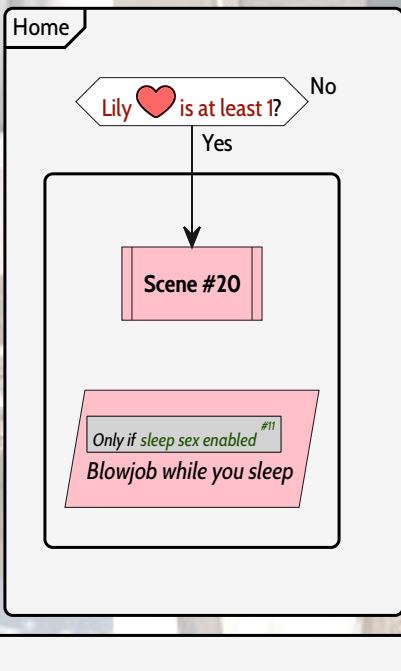 Home
Lily ❤ is at least 1?
No
Yes
Scene #20
Only if sleep sex enabled #11
Blowjob while you sleep